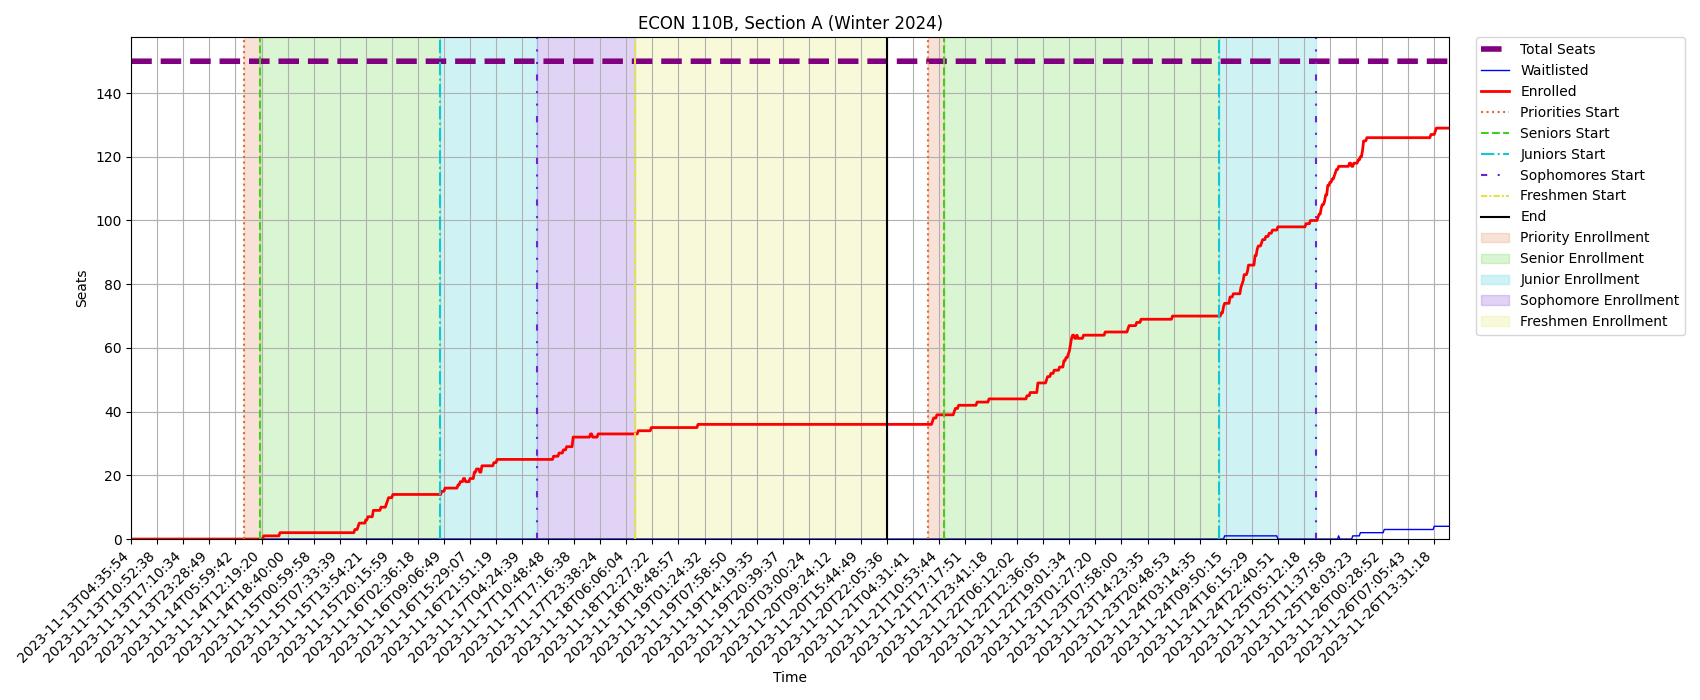 ECON 110B, Section A (Winter 2024)
Seats
140
120
100
80
60
40
20
0
2023-11-13T04:35:54
2023-11-13T10:52:38
2023-11-13T17:10:34
2023-11-13T23:28:49
2023-11-14T05:59:42
2023-11-14T12:19:20
2023-11-14T18:40:00
2023-11-15T00:59:58
2023-11-15T07:33:39
2023-11-15T13:54:21
2023-11-15T20:15:59
2023-11-16T02:36:18
2023-11-16T09:06:49
2023-11-16T15:29:07
2023-11-16T21:51:19
2023-11-17T04:24:39
2023-11-17T10:48:48
2023-11-17T17:16:38
2023-11-17T23:38:24
2023-11-18T06:06:04
2023-11-18T12:27:22
2023-11-18T18:48:57
2023-11-19T01:24:32
2023-11-19T07:58:50
2023-11-19T14:19:35
2023-11-19T20:39:37
2023-11-20T03:00:24
2023-11-20T09:24:12
2023-11-20T15:44:49
2023-11-20T22:05:36
2023-11-21T04:31:41
2023-11-21T10:53:44
2023-11-21T17:17:51
2023-11-21T23:41:18
2023-11-22T06:12:02
2023-11-22T12:36:05
2023-11-22T19:01:34
2023-11-23T01:27:20
2023-11-23T07:58:00
2023-11-23T14:23:35
2023-11-23T20:48:53
2023-11-24T03:14:35
2023-11-24T09:50:15
2023-11-24T16:15:29
2023-11-24T22:40:51
2023-11-25T05:12:18
2023-11-25T11:37:58
2023-11-25T18:03:23
2023-11-26T00:28:52
2023-11-26T07:05:43
2023-11-26T13:31:18
Time
Total Seats
Waitlisted
Enrolled
Priorities Start
Seniors Start
Juniors Start
Sophomores Start
Freshmen Start
End
Priority Enrollment
Senior Enrollment
Junior Enrollment
Sophomore Enrollment
Freshmen Enrollment